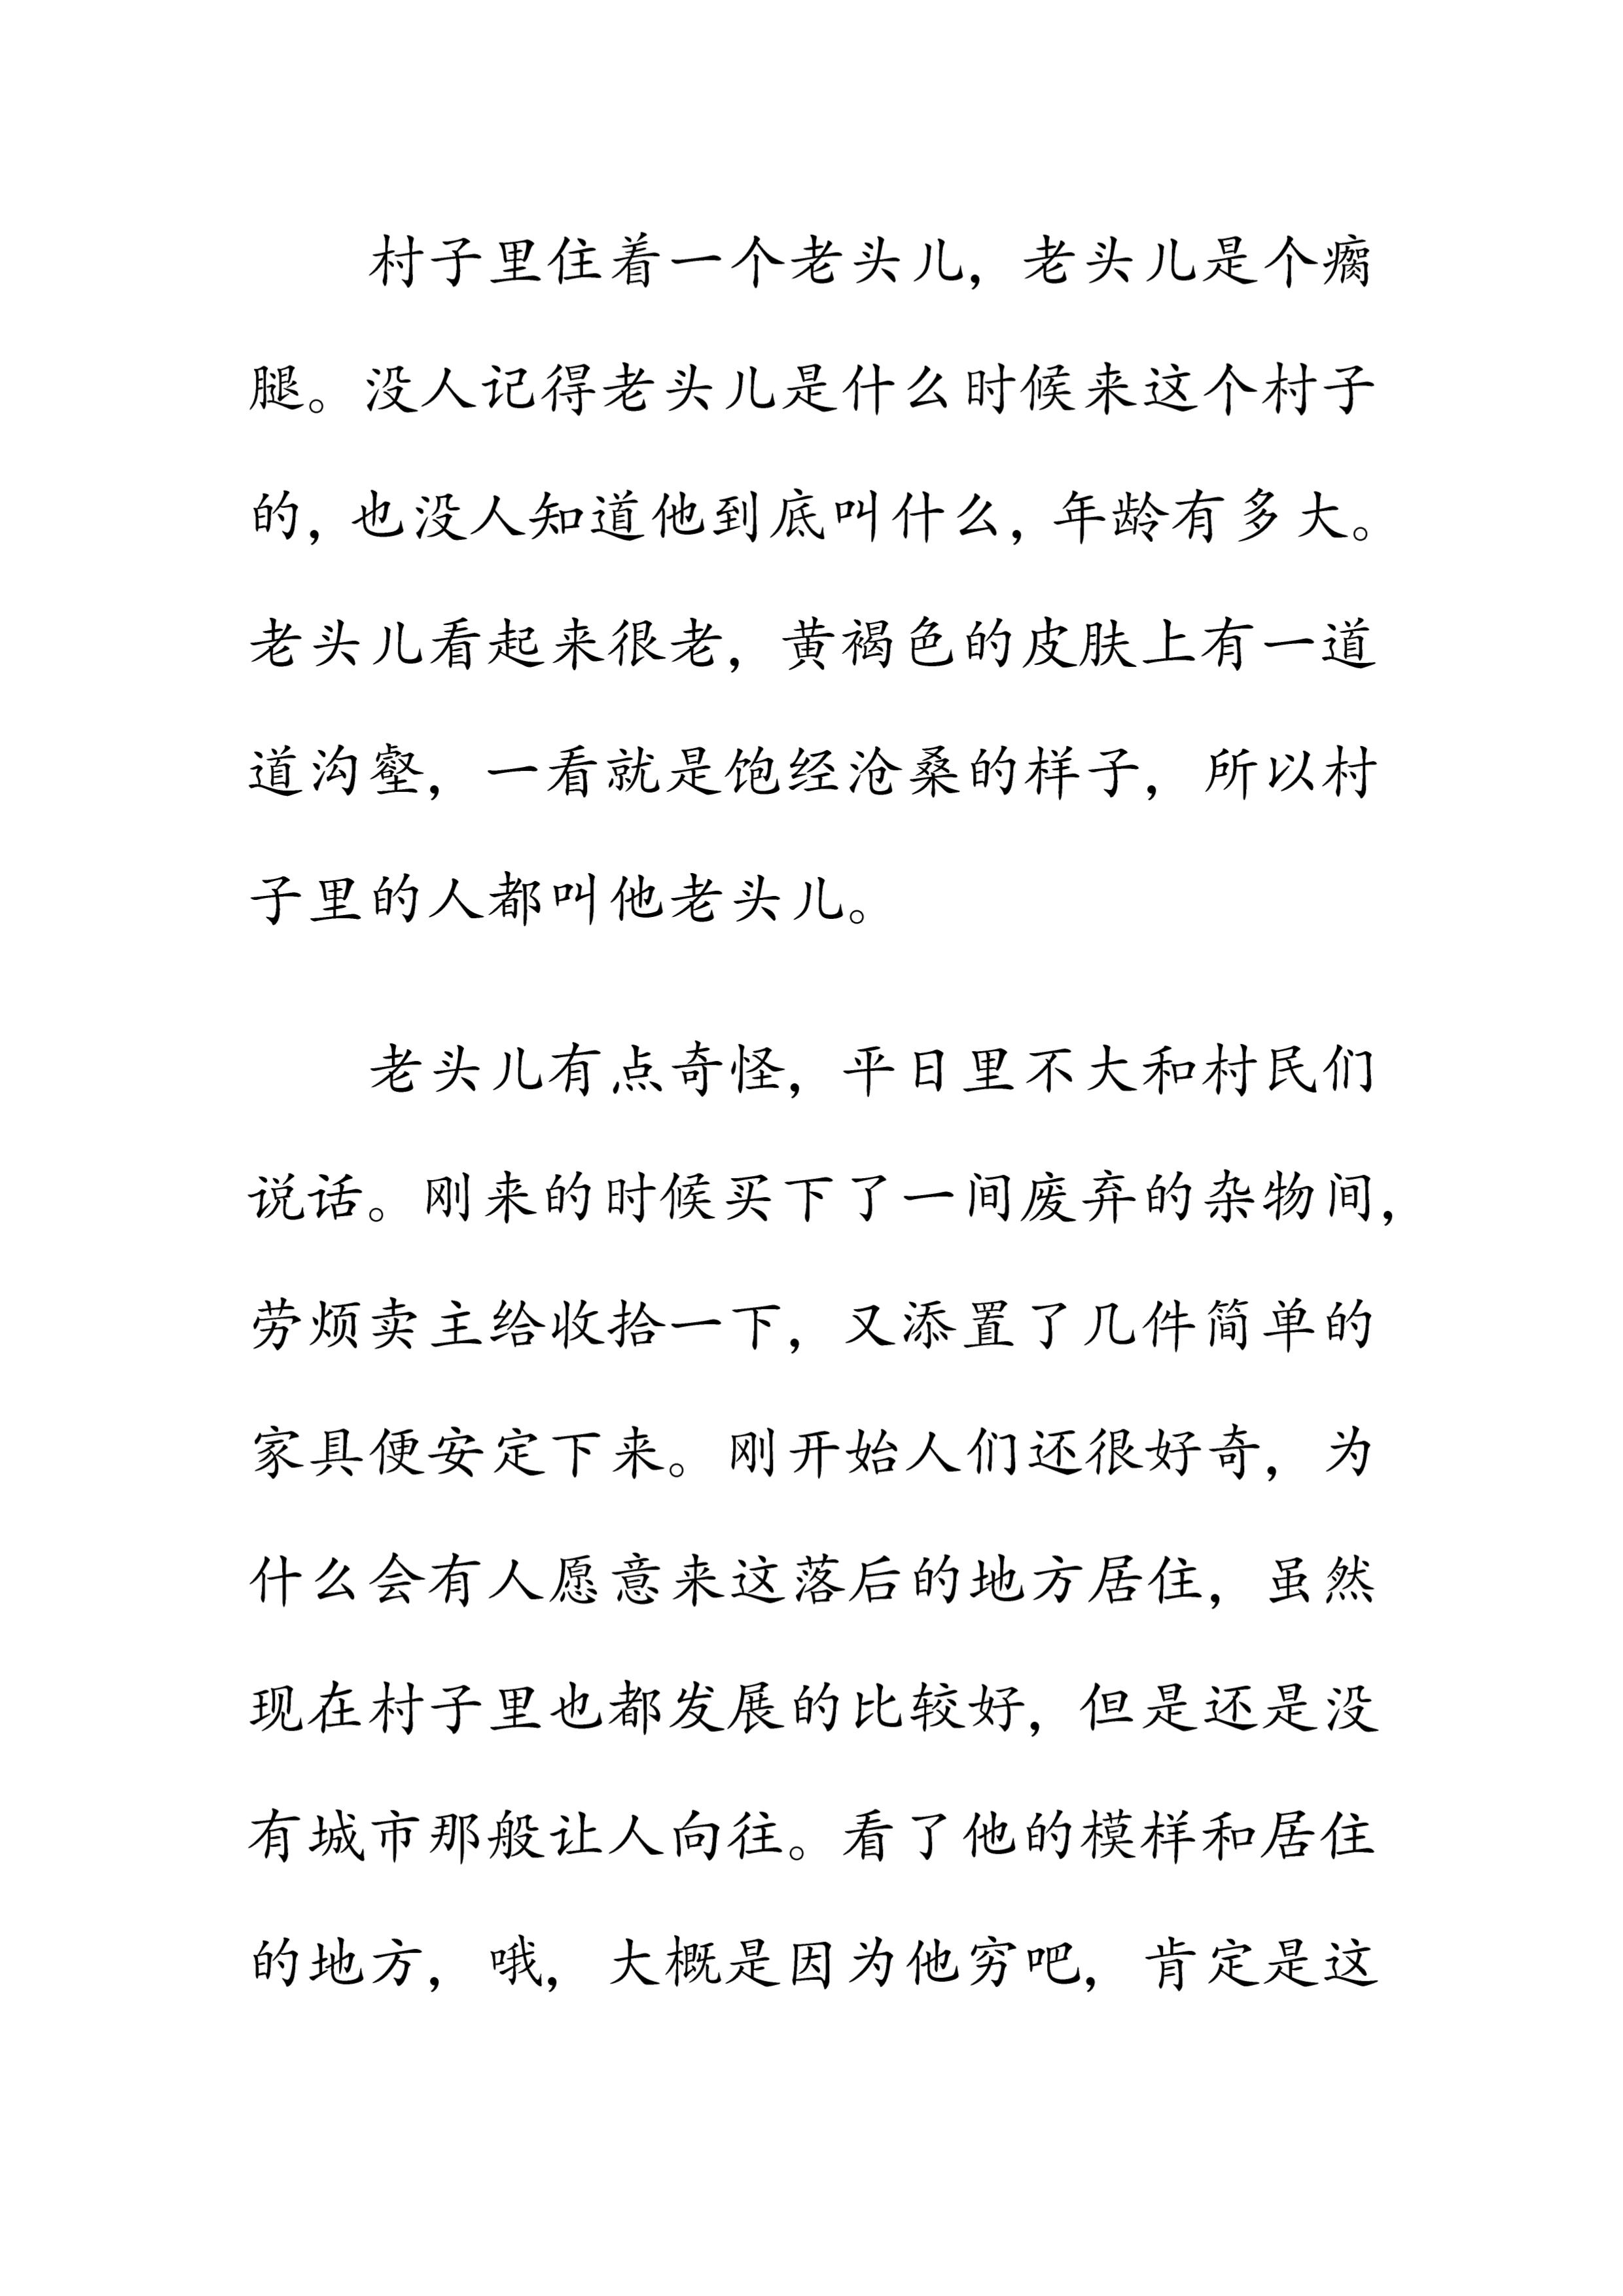 村子里住着一个老头儿，老头儿是个瘸
腿。没人记得老头儿是什么时候来这个村子
的，也没人知道他到底叫什么，年龄有多大。
老头儿看起来很老，黄褐色的皮肤上有一道
道沟壑，一看就是饱经沧桑的样子，所以村
子里的人都叫他老头儿。
老头儿有点奇怪，平日里不大和村民们
说话。刚来的时候买下了一间废弃的杂物间，
劳烦卖主给收拾一下，又添置了几件简单的
家具便安定下来。刚开始人们还很好奇，为
什么会有人愿意来这落后的地方居住，虽然
现在村子里也都发展的比较好，但是还是没
有城市那般让人向往。看了他的模样和居住
的地方，哦，大概是因为他穷吧，肯定是这